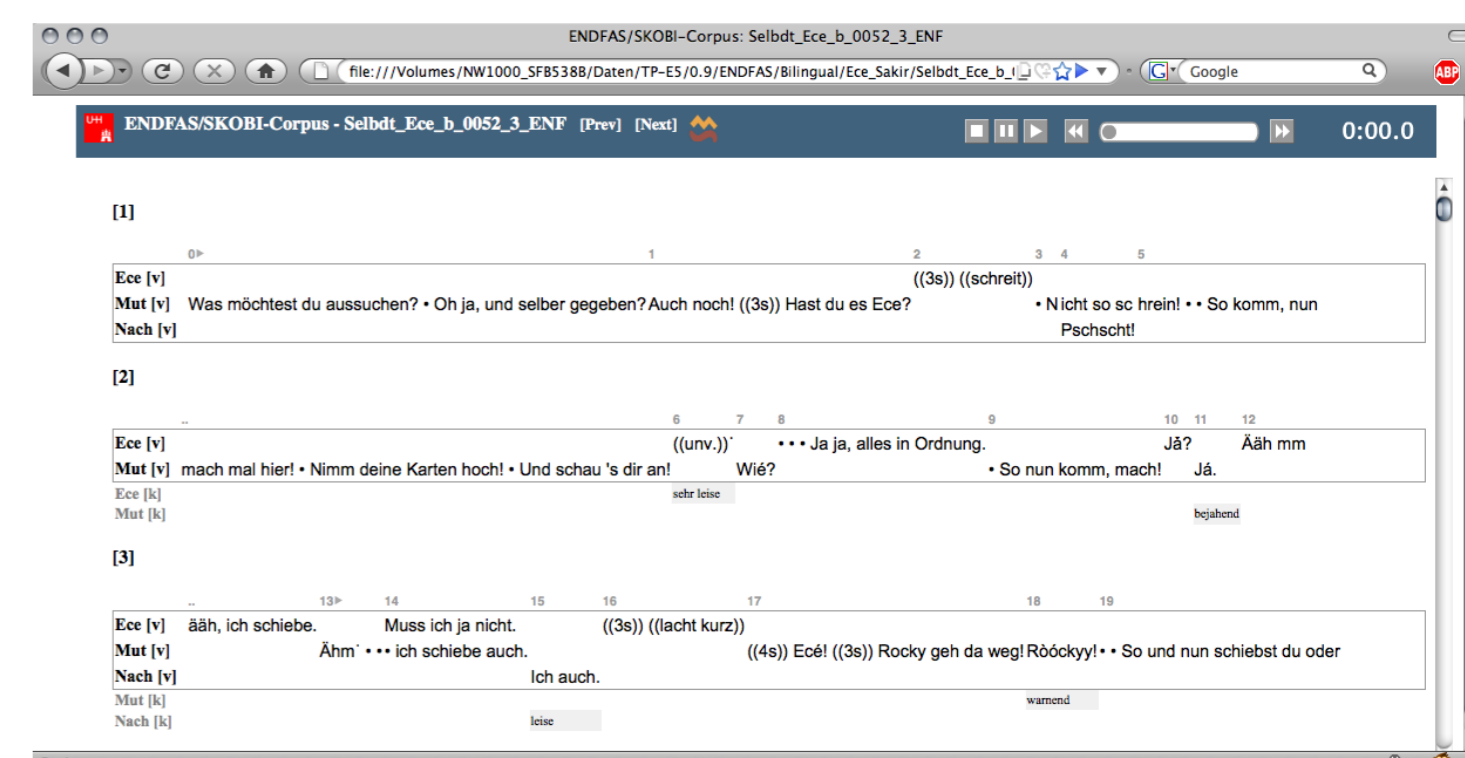 ENDFAS/SKOBI-Corpus: Selbdt_Ece_b_0052_3_ENF
file:///Volumes/NW1000_SFB538B/Daten/TP-E5/0.9/ENDFAS/Bilingual/Ece_Sakir/Selbdt_Ece_b_ Google ABP
UH ENDFAS/SKOBI-Corpus - Selbdt_Ece_b_0052_3_ENF [Prev] [Next] 0:00.0
[1]
0 1 2 3 4 5
Ece [v] ((3s)) ((schreit))
Mut [v] Was möchtest du aussuchen? • Oh ja, und selber gegeben? Auch noch! ((3s)) Hast du es Ece? • Nicht so sc hrein! • • So komm, nun
Nach [v] Pschscht!
[2]
.. 6 7 8 9 10 11 12
Ece [v] ((unv.))˙ • • • Ja ja, alles in Ordnung. Jǎ? Ääh mm
Mut [v] mach mal hier! • Nimm deine Karten hoch! • Und schau 's dir an! Wié? • So nun komm, mach! Já.
Ece [k] sehr leise
Mut [k] bejahend
[3]
.. 13 14 15 16 17 18 19
Ece [v] ääh, ich schiebe. Muss ich ja nicht. ((3s)) ((lacht kurz))
Mut [v] Ähm˙ • • • ich schiebe auch. ((4s)) Ecé! ((3s)) Rocky geh da weg! Ròóckyy! • • So und nun schiebst du oder
Nach [v] Ich auch.
Mut [k] warnend
Nach [k] leise